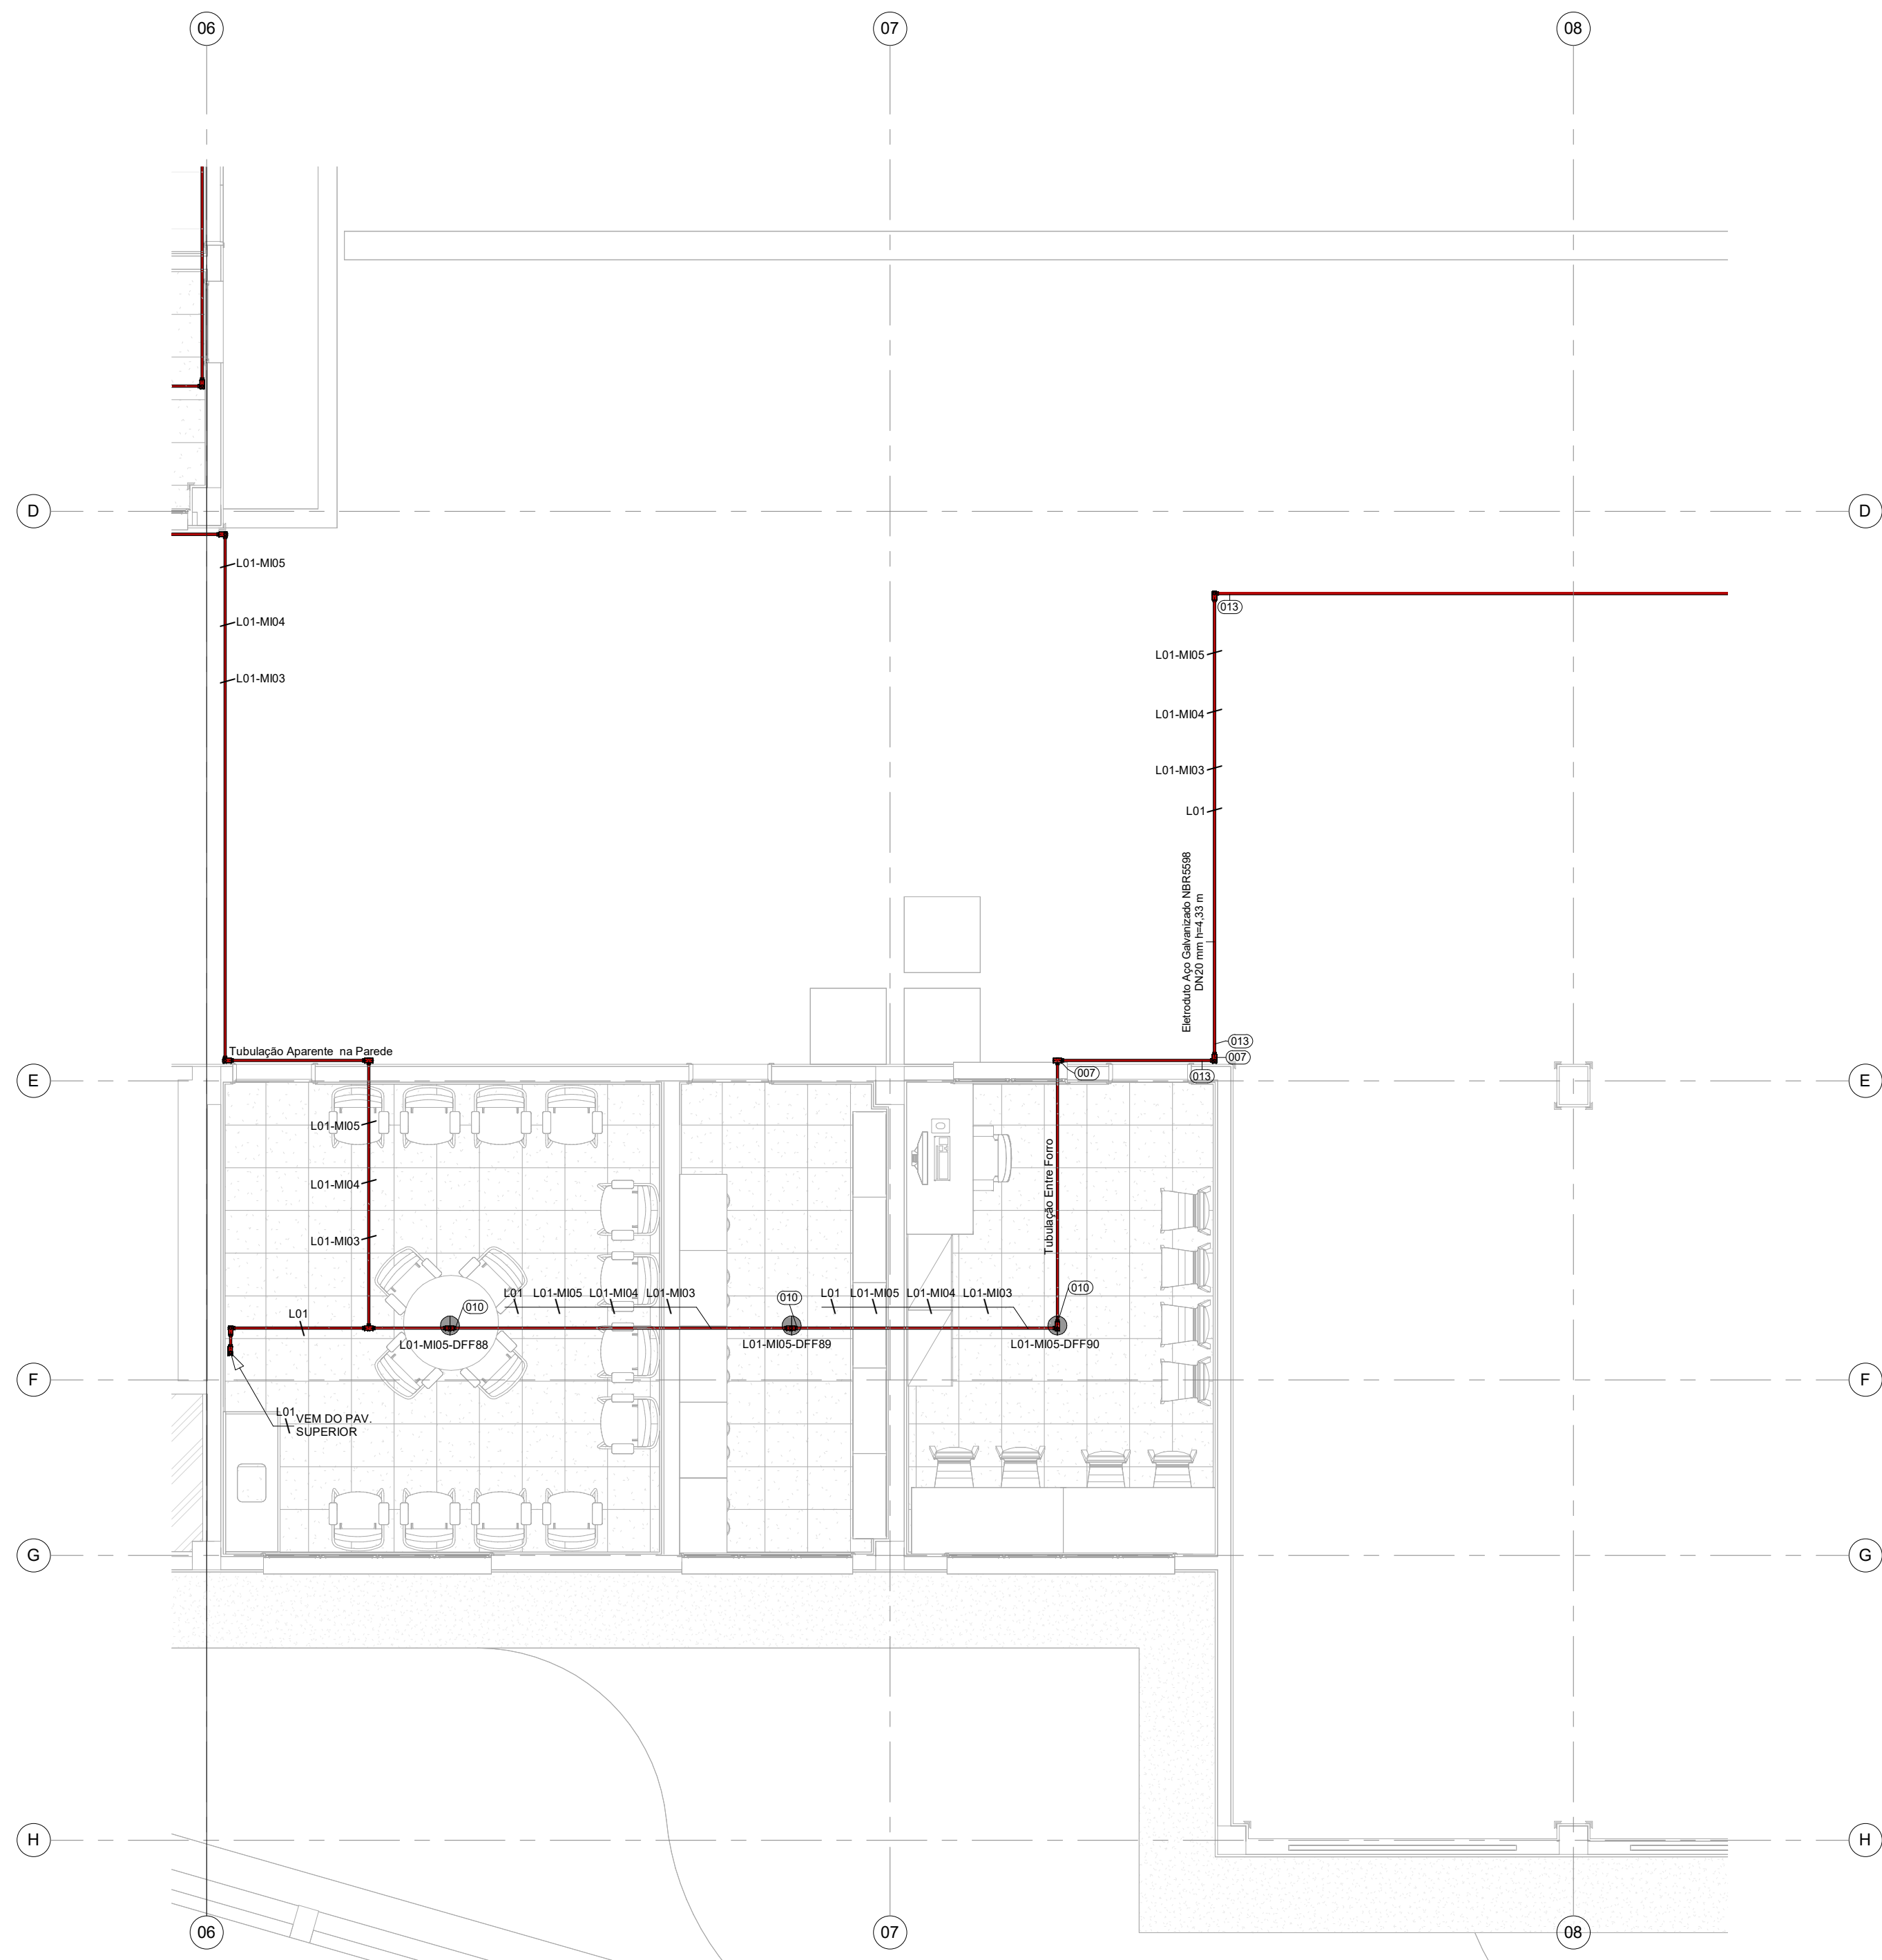 06
07
08
D
D
L01-MI05
L01-MI04
L01-MI03
013
L01-MI05
L01-MI04
L01-MI03
L01
Eletroduto Aço Galvanizado NBR5598
DN20 mm h=4,33 m
013
007
013
007
Tubulação Aparente  na Parede
E
E
L01-MI05
L01-MI04
L01-MI03
Tubulação Entre Forro
L01
010
L01
L01-MI05
L01-MI04
L01-MI03
010
L01
L01-MI05
L01-MI04
L01-MI03
010
L01-MI05-DFF88
L01-MI05-DFF89
L01-MI05-DFF90
F
F
L01
VEM DO PAV.
SUPERIOR
G
G
H
H
06
07
08